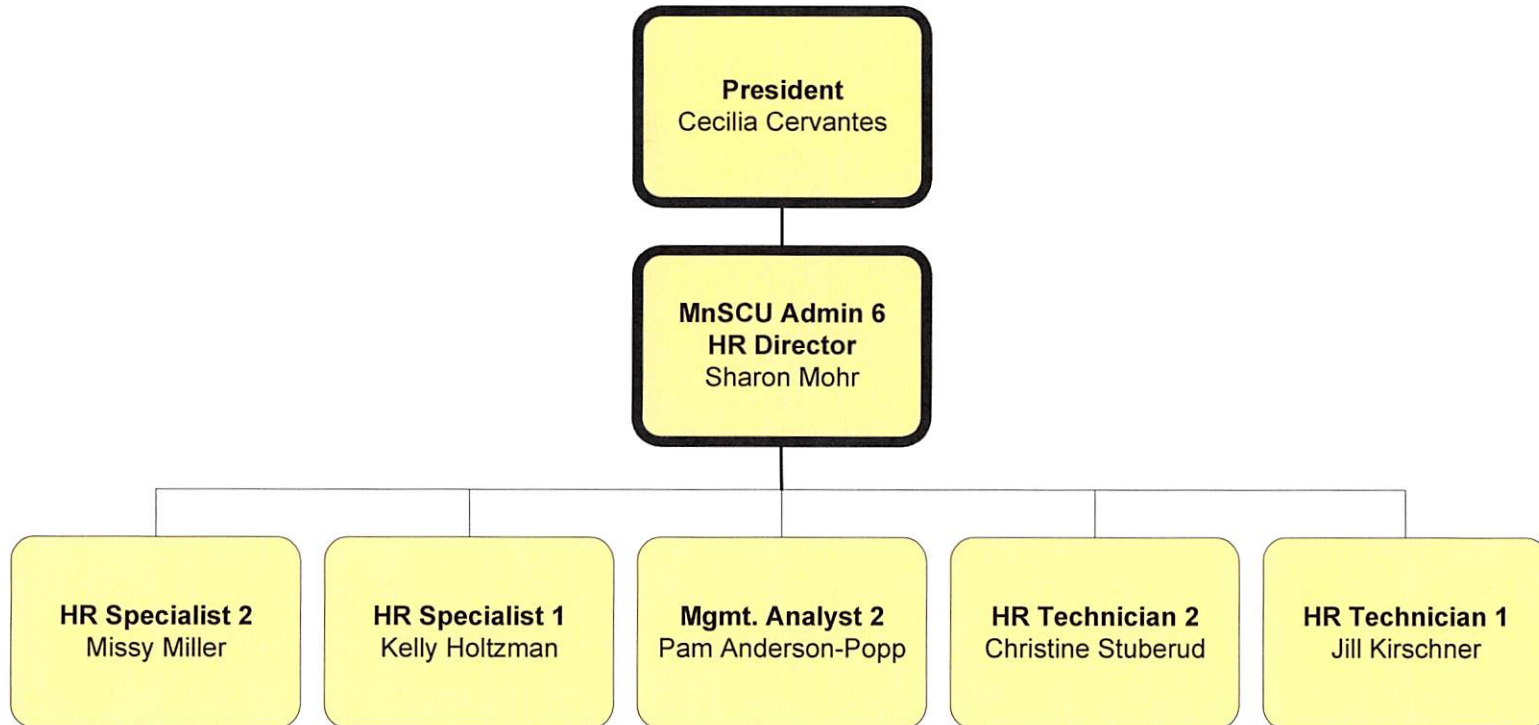 President
Cecilia Cervantes
MnSCU Admin 6
HR Director
Sharon Mohr
HR Specialist 2
Missy Miller
HR Specialist 1
Kelly Holtzman
Mgmt. Analyst 2
Pam Anderson-Popp
HR Technician 2
Christine Stuberud
HR Technician 1
Jill Kirschner